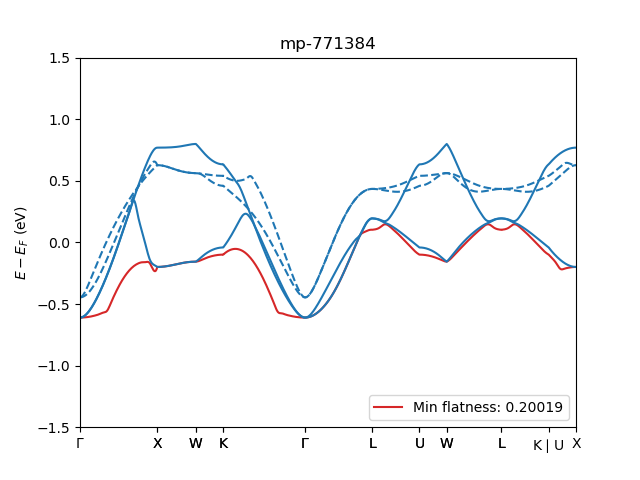 mp-771384
1.5
1.0
0.5
0.0
−0.5
−1.0
−1.5
E − E_F (eV)
Min flatness: 0.20019
Γ X W K Γ L U W L K | U X